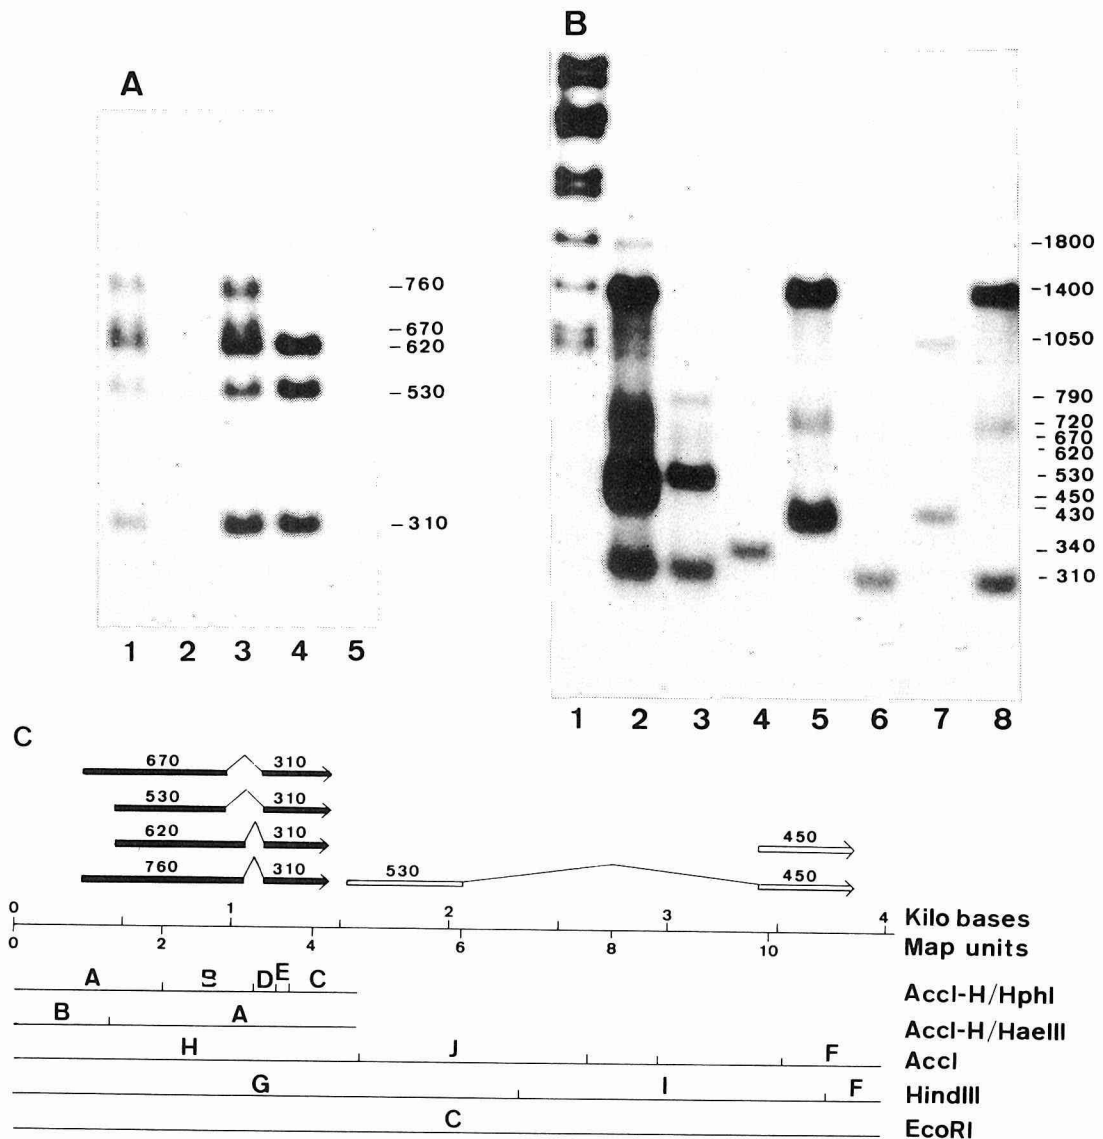 B
A
-760
-670
-620
-530
-310
1 2 3 4 5
-1800
-1400
-1050
- 790
- 720
- 670
- 620
- 530
- 450
- 430
- 340
- 310
1 2 3 4 5 6 7 8
C
670 310
530 310
620 310
450
760 310
530
450
0 1 2 3 4 Kilo bases
0 2 4 6 8 10 Map units
A B D E C AccI-H/HphI
B A AccI-H/HaeIII
H J F AccI
G I F HindIII
C EcoRI